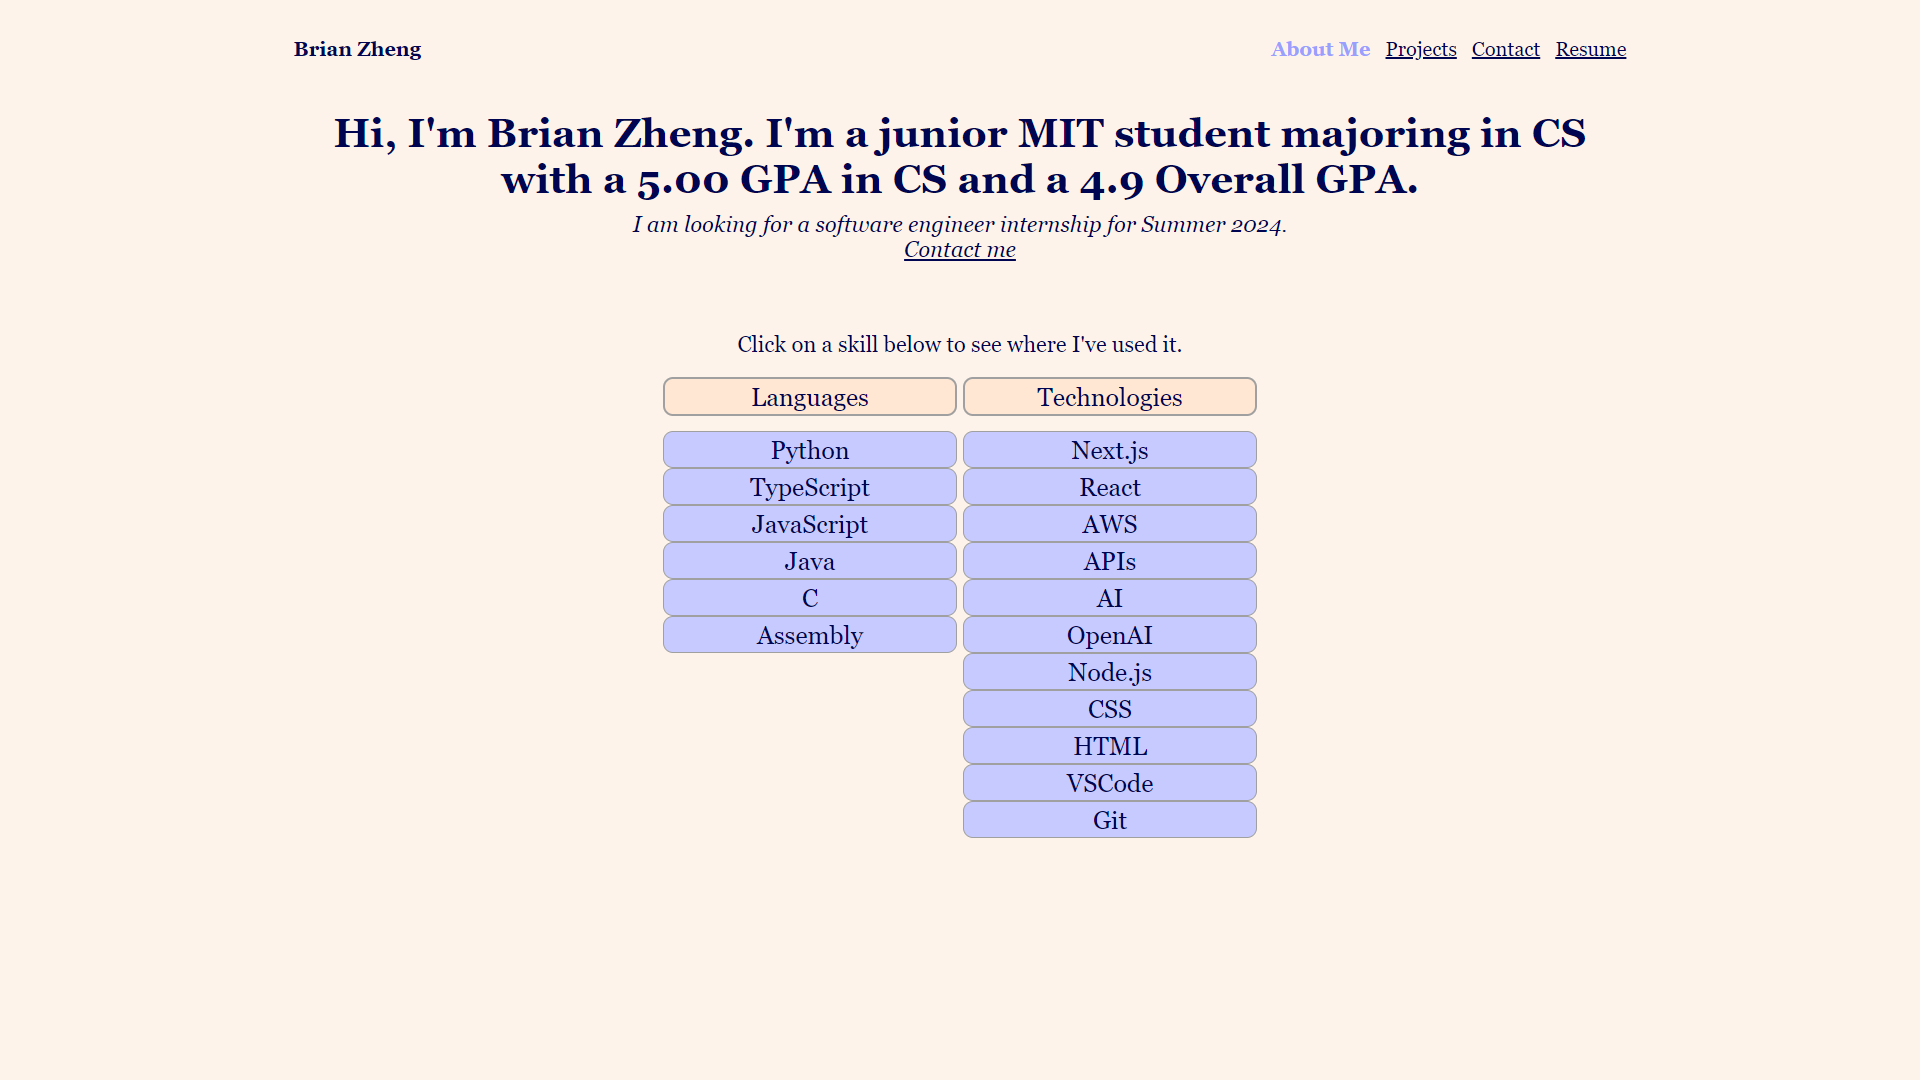 Brian Zheng
About Me Projects Contact Resume
Hi, I'm Brian Zheng. I'm a junior MIT student majoring in CS
with a 5.00 GPA in CS and a 4.9 Overall GPA.
I am looking for a software engineer internship for Summer 2024.
Contact me
Click on a skill below to see where I've used it.
Languages
Python
TypeScript
JavaScript
Java
C
Assembly
Technologies
Next.js
React
AWS
APIs
AI
OpenAI
Node.js
CSS
HTML
VSCode
Git